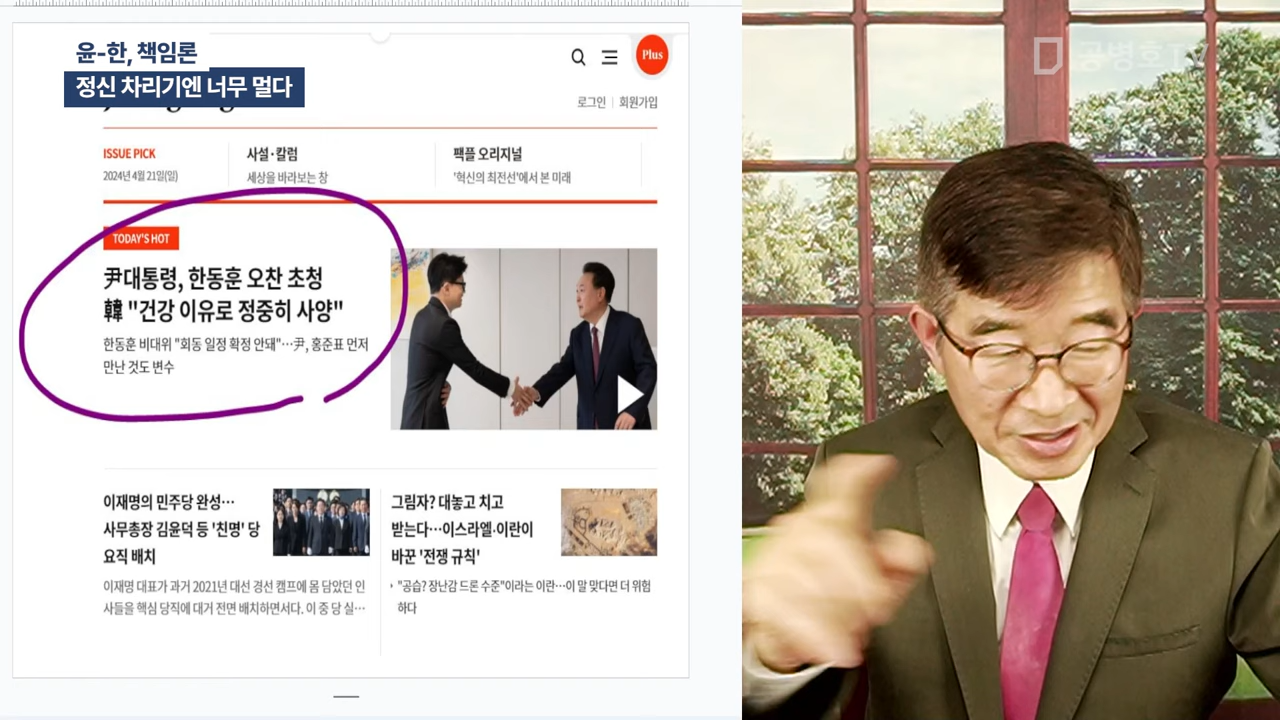 윤-한, 책임론
정신 차리기엔 너무 멀다
공병호TV
Plus
로그인 | 회원가입
ISSUE PICK
2024년 4월 21일(일)
사설·칼럼
세상을 바라보는 창
팩플 오리지널
'혁신의 최전선'에서 본 미래
TODAY'S HOT
尹대통령, 한동훈 오찬 초청
韓 "건강 이유로 정중히 사양"
한동훈 비대위 "회동 일정 확정 안돼"…尹, 홍준표 먼저
만난 것도 변수
이재명의 민주당 완성…
사무총장 김윤덕 등 '친명' 당
요직 배치
이재명 대표가 과거 2021년 대선 경선 캠프에 몸 담았던 인
사들을 핵심 당직에 대거 전면 배치하면서다. 이 중 당 실…
그림자? 대놓고 치고
받는다…이스라엘·이란이
바꾼 '전쟁 규칙'
"공습? 장난감 드론 수준"이라는 이란…이 말 맞다면 더 위험
하다